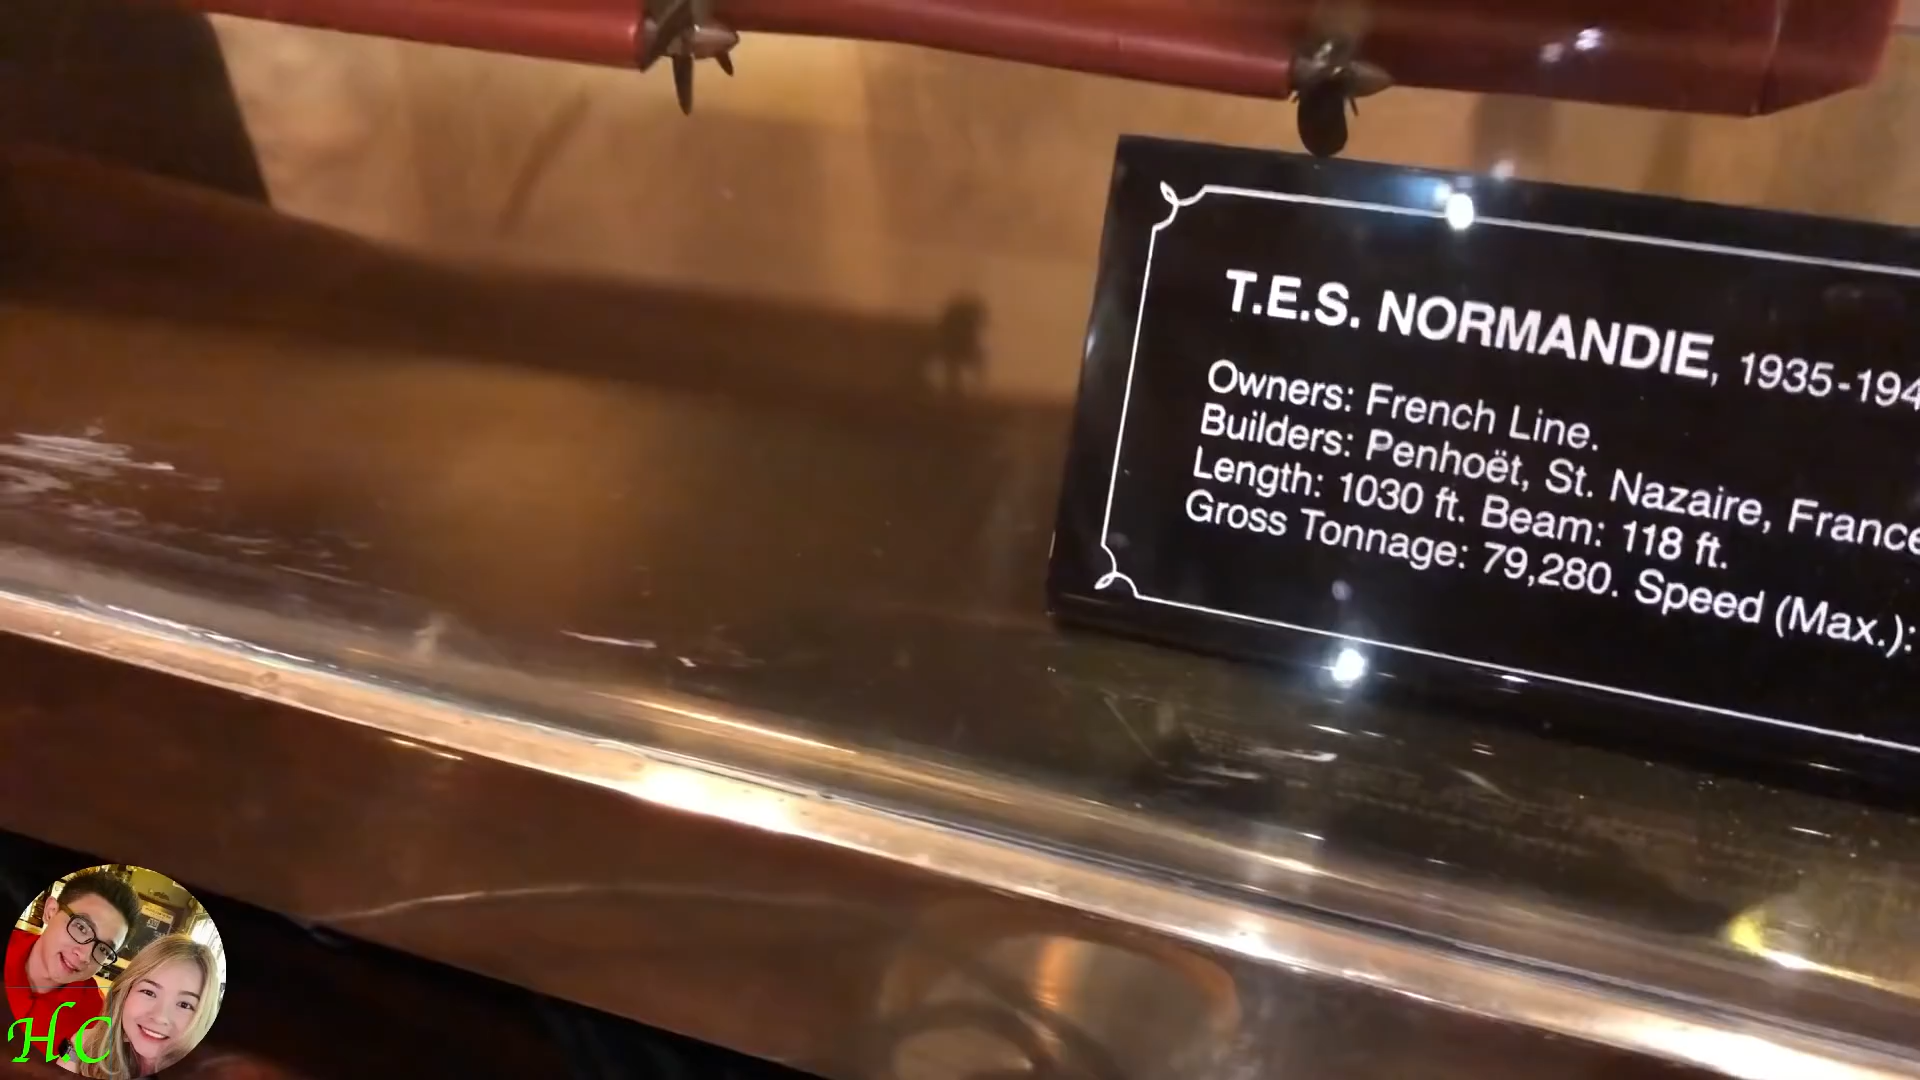 T.E.S. NORMANDIE, 1935-194
Owners: French Line.
Builders: Penhoët, St. Nazaire, France
Length: 1030 ft. Beam: 118 ft.
Gross Tonnage: 79,280. Speed (Max.):
H.C